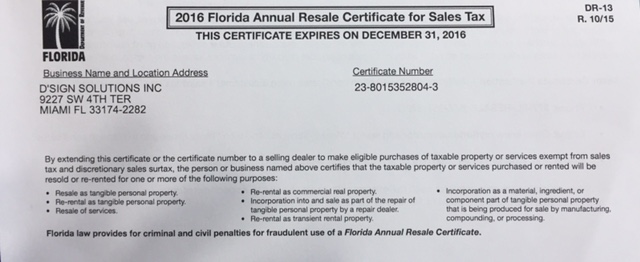 DR-13
2016 Florida Annual Resale Certificate for Sales Tax
R. 10/15
THIS CERTIFICATE EXPIRES ON DECEMBER 31, 2016
FLORIDA
Business Name and Location Address
Certificate Number
D'SIGN SOLUTIONS INC
23-8015352804-3
9227 SW 4TH TER
MIAMI FL 33174-2282
By extending this certificate or the certificate number to a selling dealer to make eligible purchases of taxable property or services exempt from sales
tax and discretionary sales surtax, the person or business named above certifies that the taxable property or services purchased or rented will be
resold or re-rented for one or more of the following purposes:
• Resale as tangible personal property.
• Re-rental as tangible personal property.
• Resale of services.
• Re-rental as commercial real property.
• Incorporation into and sale as part of the repair of
tangible personal property by a repair dealer.
• Re-rental as transient rental property.
• Incorporation as a material, ingredient, or
component part of tangible personal property
that is being produced for sale by manufacturing,
compounding, or processing.
Florida law provides for criminal and civil penalties for fraudulent use of a Florida Annual Resale Certificate.